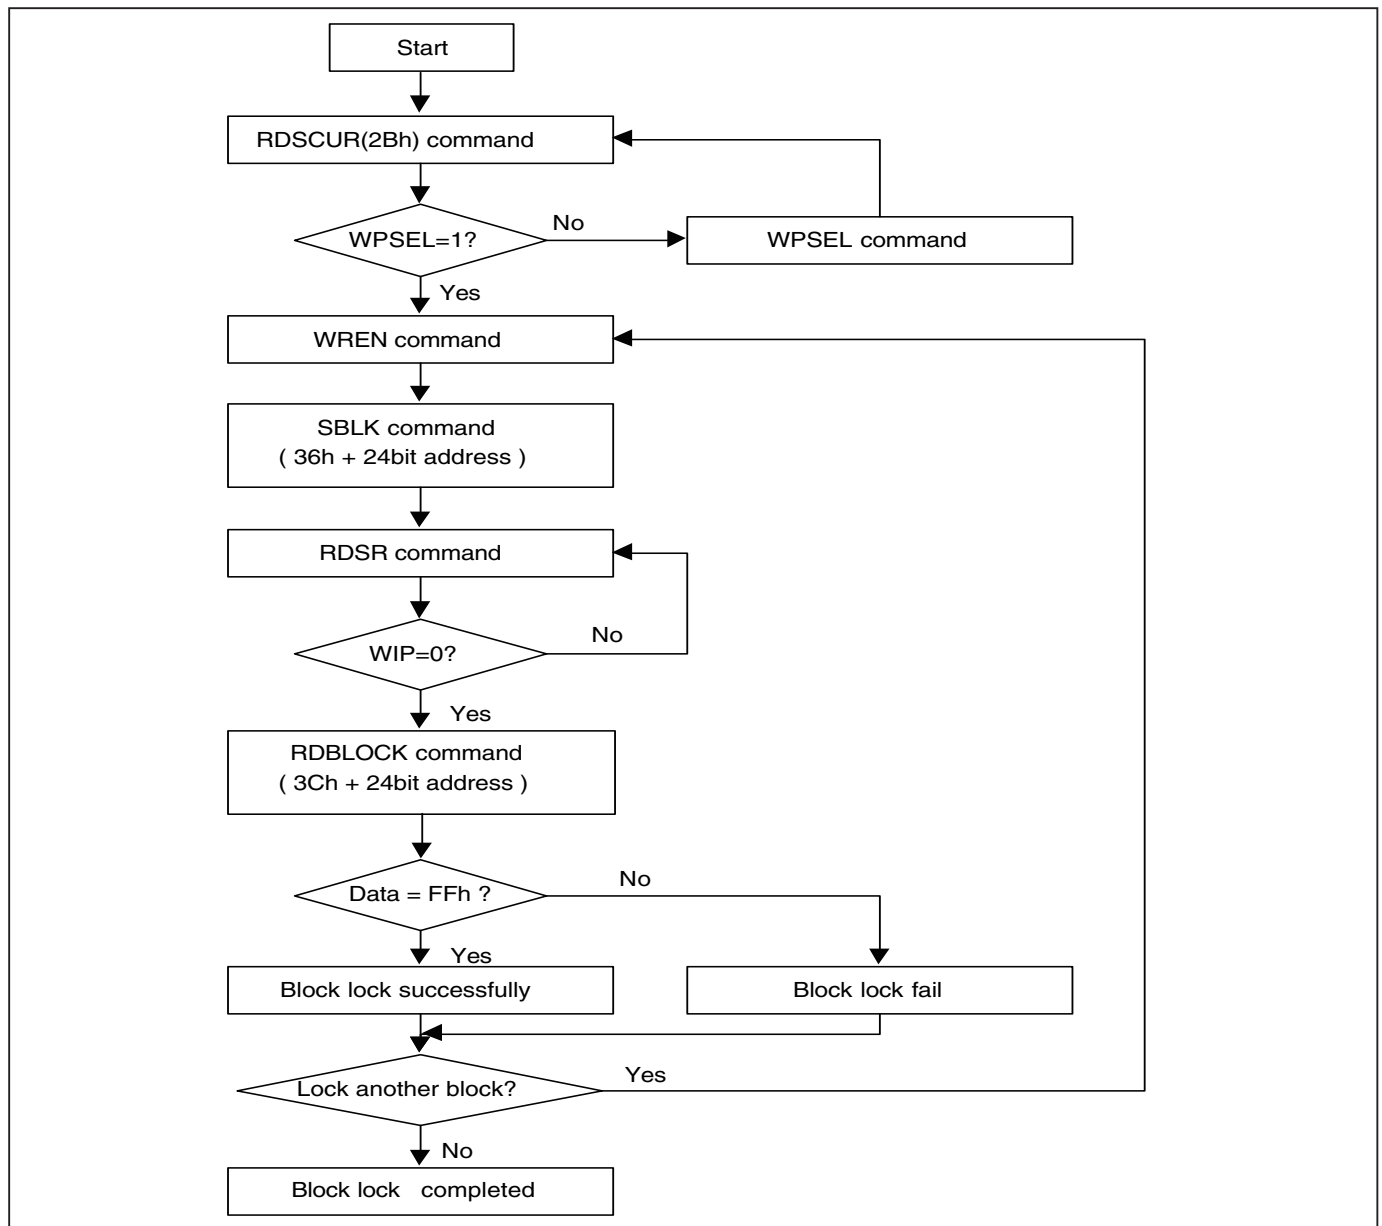 Start
RDSCUR(2Bh) command
WPSEL=1?
No
WPSEL command
Yes
WREN command
SBLK command
( 36h + 24bit address )
RDSR command
WIP=0?
No
Yes
RDBLOCK command
( 3Ch + 24bit address )
Data = FFh ?
No
Yes
Block lock successfully
Block lock fail
Lock another block?
Yes
No
Block lock completed